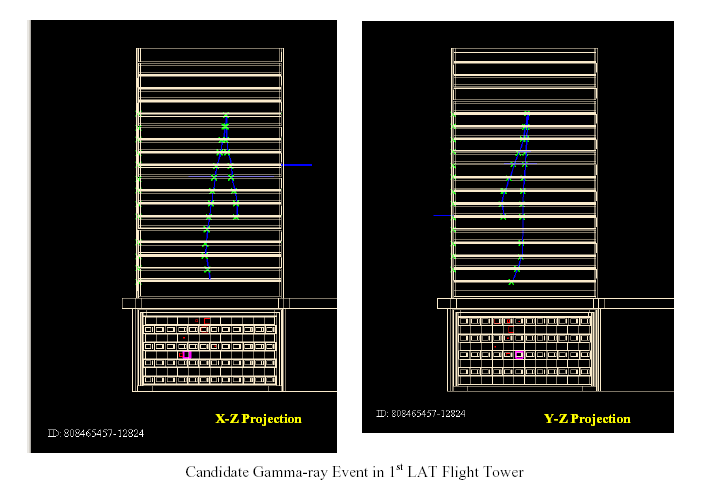 X-Z Projection
ID: 808465457-12824
Y-Z Projection
ID: 808465457-12824
Candidate Gamma-ray Event in 1st LAT Flight Tower